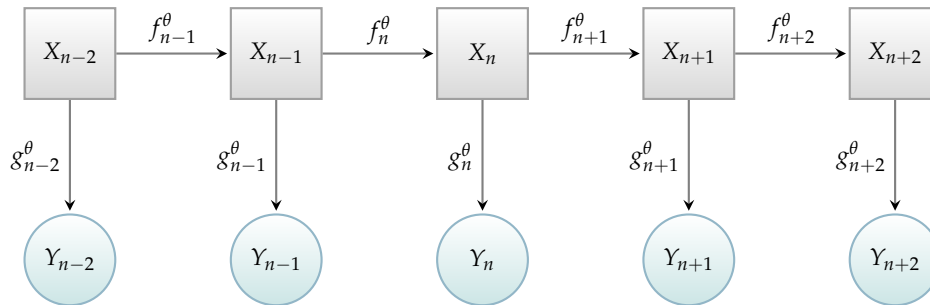 f^θ_{n−1} f^θ_n f^θ_{n+1} f^θ_{n+2}
X_{n−2} X_{n−1} X_n X_{n+1} X_{n+2}
g^θ_{n−2} g^θ_{n−1} g^θ_n g^θ_{n+1} g^θ_{n+2}
Y_{n−2} Y_{n−1} Y_n Y_{n+1} Y_{n+2}